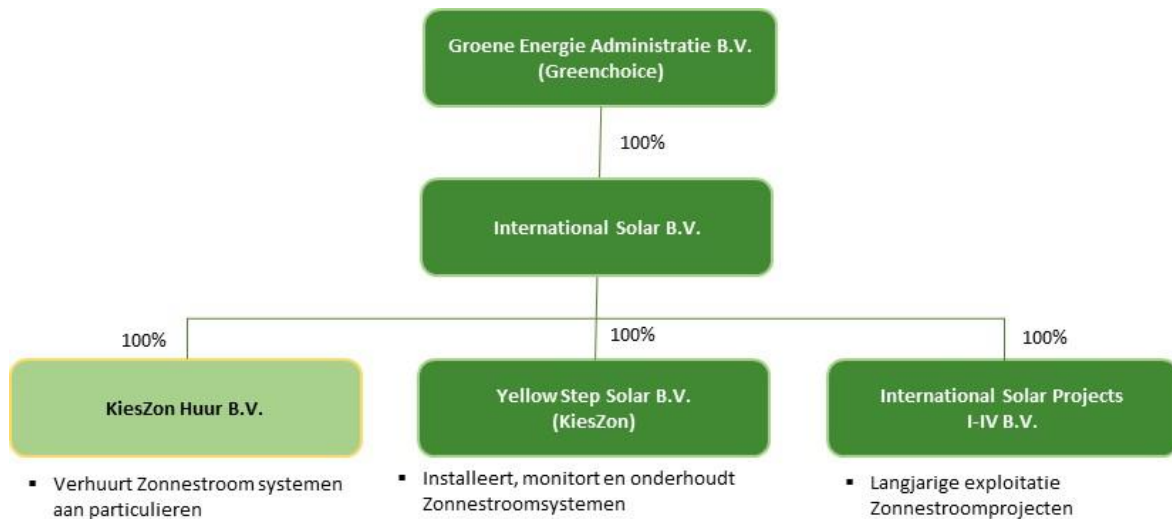 Groene Energie Administratie B.V.
(Greenchoice)
100%
International Solar B.V.
100%
100%
100%
KiesZon Huur B.V.
Yellow Step Solar B.V.
(KiesZon)
International Solar Projects
I-IV B.V.
▪ Verhuurt Zonnestroom systemen
aan particulieren
▪ Installeert, monitort en onderhoudt
Zonnestroomsystemen
▪ Langjarige exploitatie
Zonnestroomprojecten